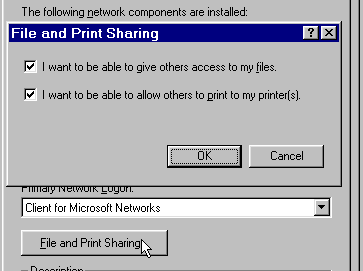 The following network components are installed:
File and Print Sharing
I want to be able to give others access to my files.
I want to be able to allow others to print to my printer(s).
OK
Cancel
Primary Network Logon:
Client for Microsoft Networks
File and Print Sharing
Description